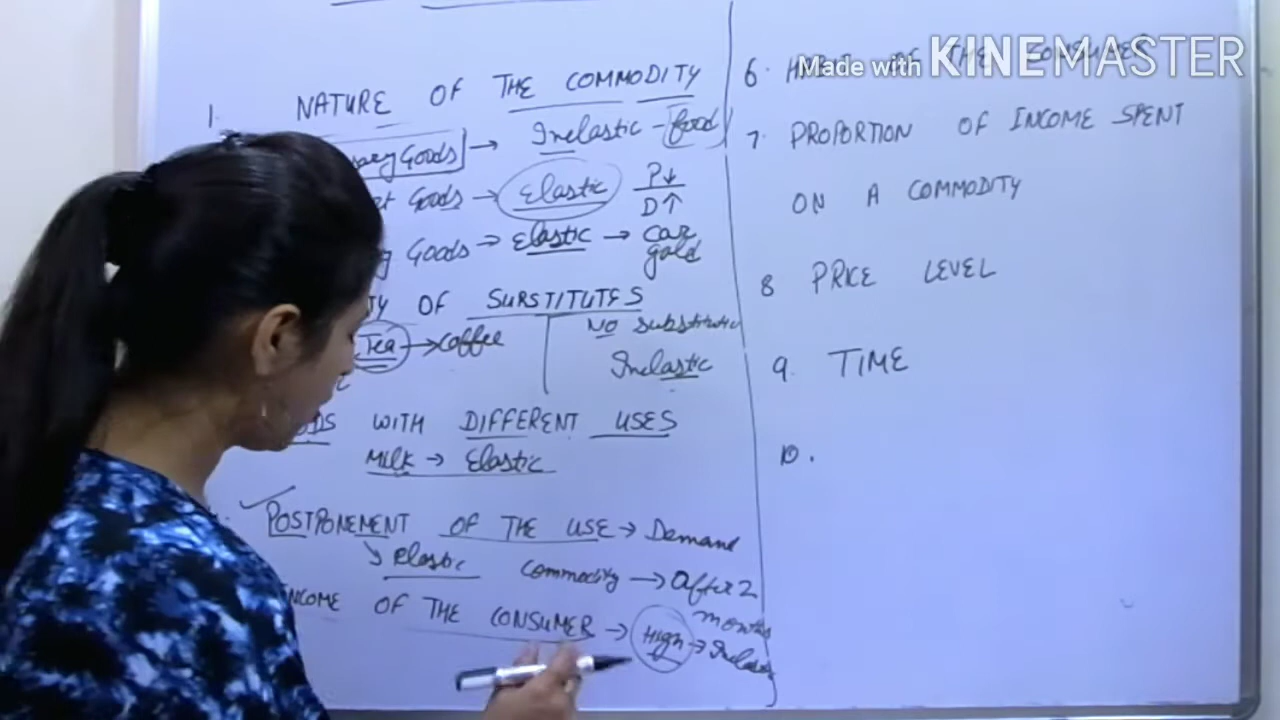 1. NATURE OF THE COMMODITY
Goods → Inelastic - food
Goods → Elastic P↓
D↑
Goods → Elastic → car
gold
OF SUBSTITUTES
Tea → coffee
NO substitute
Inelastic
WITH DIFFERENT USES
Milk → Elastic
POSTPONEMENT OF THE USE → Demand
↘ Elastic commodity → After 2
months
INCOME OF THE CONSUMER → High → Inelastic
6. OF THE
7. PROPORTION OF INCOME SPENT
ON A COMMODITY
8 PRICE LEVEL
9. TIME
10.
Made with KINEMASTER